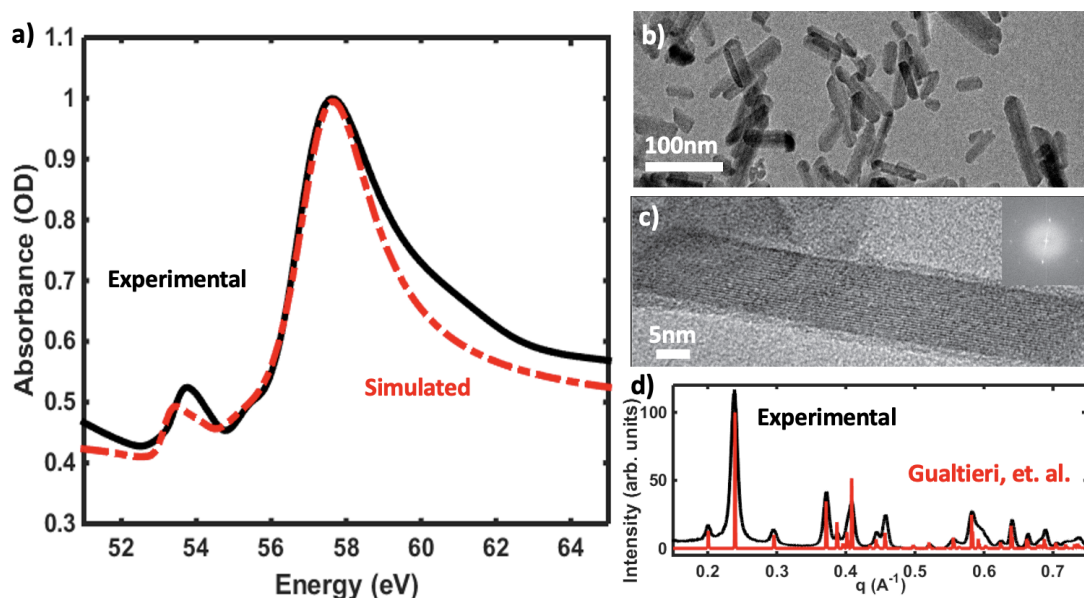 a)
1.1
1
0.9
0.8
0.7
0.6
0.5
0.4
0.3
Absorbance (OD)
Experimental
Simulated
52 54 56 58 60 62 64
Energy (eV)
b)
100nm
c)
5nm
d)
100
50
0
Intensity (arb. units)
Experimental
Gualtieri, et. al.
0.2 0.3 0.4 0.5 0.6 0.7
q (A⁻¹)